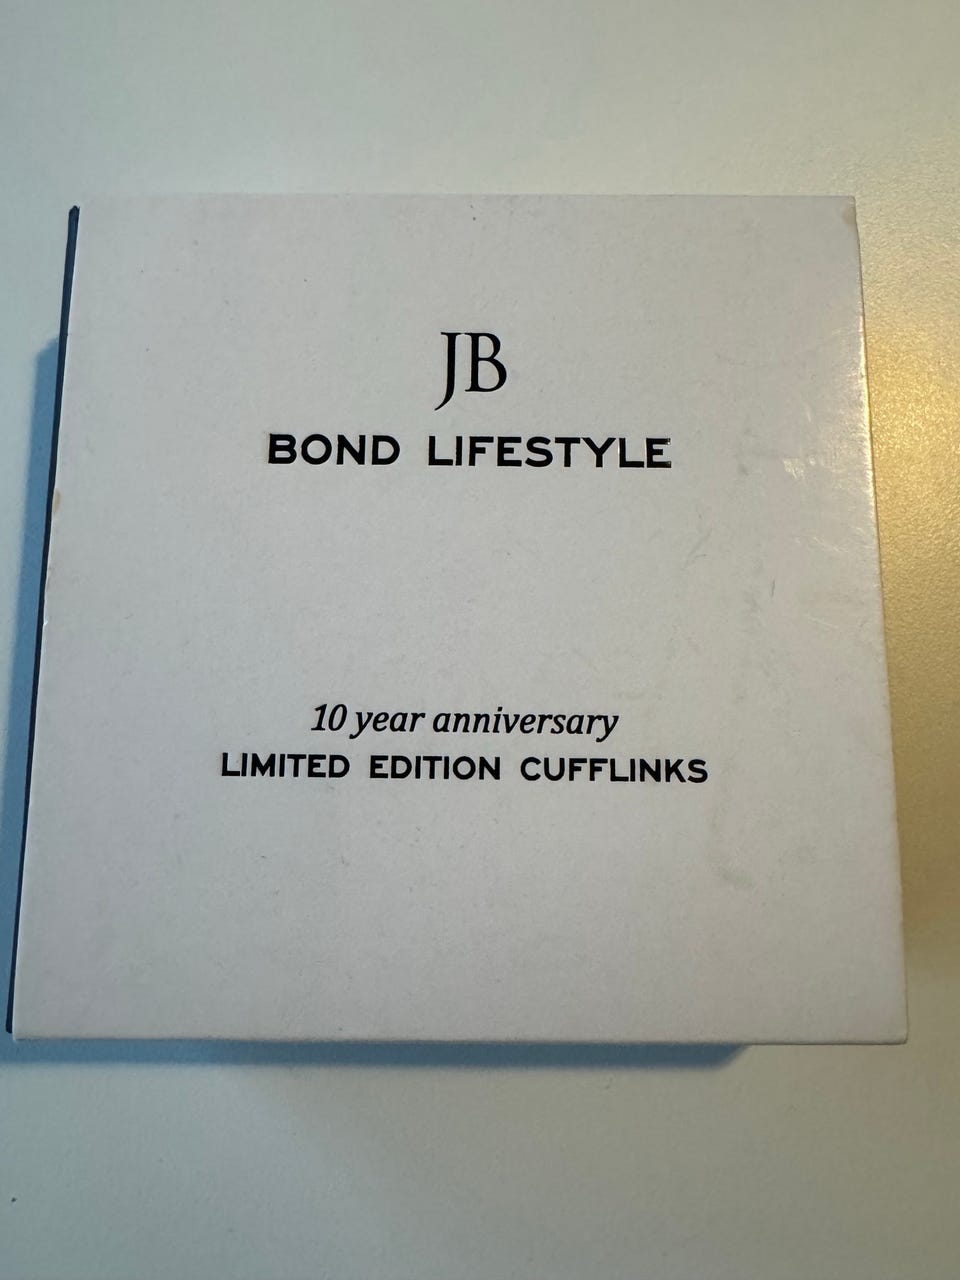 JB
BOND LIFESTYLE
10 year anniversary
LIMITED EDITION CUFFLINKS